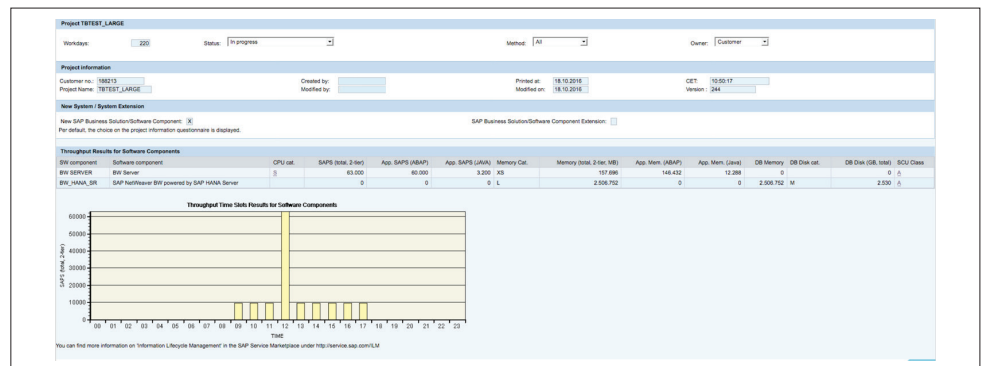 Project TBTEST_LARGE
Workdays: 220 Status: In progress Method: All Owner: Customer
Project information
Customer no.: 188213 Created by: Printed at: 18.10.2016 CET: 10:50:17
Project Name: TBTEST_LARGE Modified by: Modified on: 18.10.2016 Version : 244
New System / System Extension
New SAP Business Solution/Software Component: X SAP Business Solution/Software Component Extension:
Per default, the choice on the project information questionnaire is displayed.
Throughput Results for Software Components
SW component Software component CPU cat. SAPS (total, 2-tier) App. SAPS (ABAP) App. SAPS (JAVA) Memory Cat. Memory (total, 2-tier, MB) App. Mem. (ABAP) App. Mem. (Java) DB Memory DB Disk cat. DB Disk (GB, total) SCU Class
BW SERVER BW Server S 63.000 60.000 3.200 XS 157.696 146.432 12.288 0 0 A
BW_HANA_SR SAP NetWeaver BW powered by SAP HANA Server 0 0 0 L 2.506.752 0 0 2.506.752 M 2.530 A
Throughput Time Slots Results for Software Components
SAPS (total, 2-tier)
60000
50000
40000
30000
20000
10000
0
00 01 02 03 04 05 06 07 08 09 10 11 12 13 14 15 16 17 18 19 20 21 22 23
TIME
You can find more information on 'Information Lifecycle Management' in the SAP Service Marketplace under http://service.sap.com/ILM